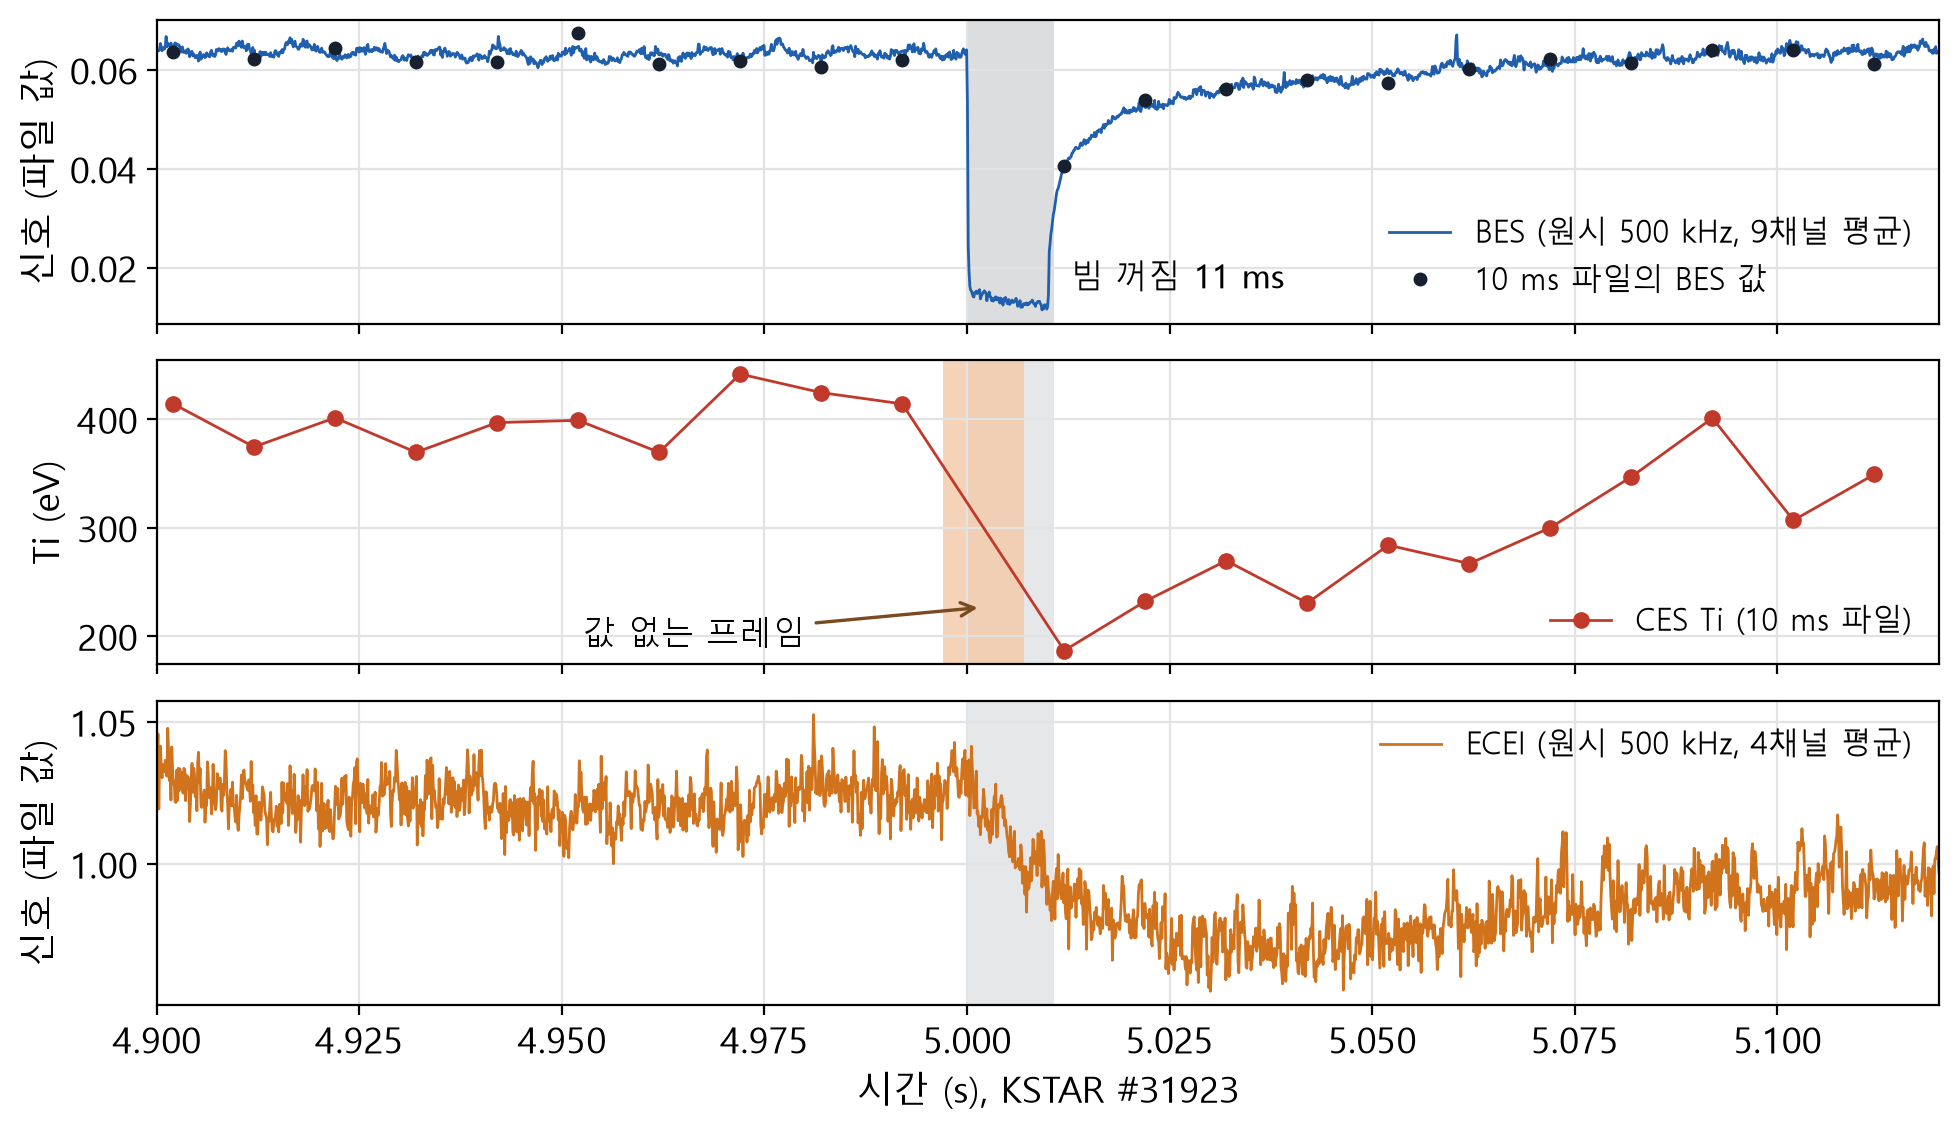 신호 (파일 값)
0.06
0.04
0.02
빔 꺼짐 11 ms
BES (원시 500 kHz, 9채널 평균)
10 ms 파일의 BES 값
Ti (eV)
400
300
200
값 없는 프레임
CES Ti (10 ms 파일)
신호 (파일 값)
1.05
1.00
ECEI (원시 500 kHz, 4채널 평균)
4.900 4.925 4.950 4.975 5.000 5.025 5.050 5.075 5.100
시간 (s), KSTAR #31923